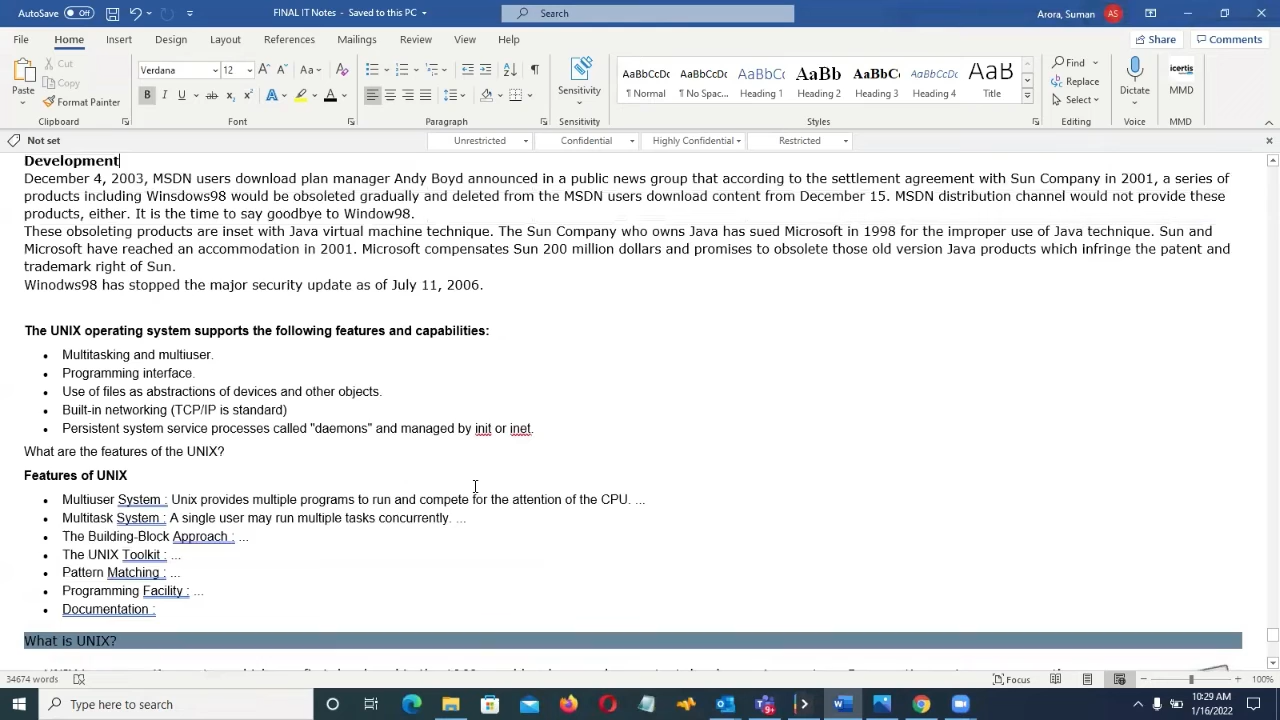 AutoSave Off FINAL IT Notes - Saved to this PC Search Arora, Suman AS
File Home Insert Draw Design Layout References Mailings Review View Help Share Comments
Paste Cut Copy Format Painter Clipboard
Verdana 12 Font
Paragraph
Sensitivity Sensitivity
AaBbCcDc ¶ Normal AaBbCcDc ¶ No Spac... AaBbCcDc Heading 1 AaBb Heading 2 AaBbC Heading 3 AaBbCcDc Heading 4 AaB Title Styles
Find Replace Select Editing
Dictate Voice
icertis MMD MMD
Not set Unrestricted Confidential Highly Confidential Restricted
Development
December 4, 2003, MSDN users download plan manager Andy Boyd announced in a public news group that according to the settlement agreement with Sun Company in 2001, a series of
products including Winsdows98 would be obsoleted gradually and deleted from the MSDN users download content from December 15. MSDN distribution channel would not provide these
products, either. It is the time to say goodbye to Window98.
These obsoleting products are inset with Java virtual machine technique. The Sun Company who owns Java has sued Microsoft in 1998 for the improper use of Java technique. Sun and
Microsoft have reached an accommodation in 2001. Microsoft compensates Sun 200 million dollars and promises to obsolete those old version Java products which infringe the patent and
trademark right of Sun.
Winodws98 has stopped the major security update as of July 11, 2006.
The UNIX operating system supports the following features and capabilities:
• Multitasking and multiuser.
• Programming interface.
• Use of files as abstractions of devices and other objects.
• Built-in networking (TCP/IP is standard)
• Persistent system service processes called "daemons" and managed by init or inet.
What are the features of the UNIX?
Features of UNIX
• Multiuser System : Unix provides multiple programs to run and compete for the attention of the CPU. ...
• Multitask System : A single user may run multiple tasks concurrently. ...
• The Building-Block Approach : ...
• The UNIX Toolkit : ...
• Pattern Matching : ...
• Programming Facility : ...
• Documentation :
What is UNIX?
34674 words Focus 100%
Type here to search 9+ 10:29 AM
1/16/2022